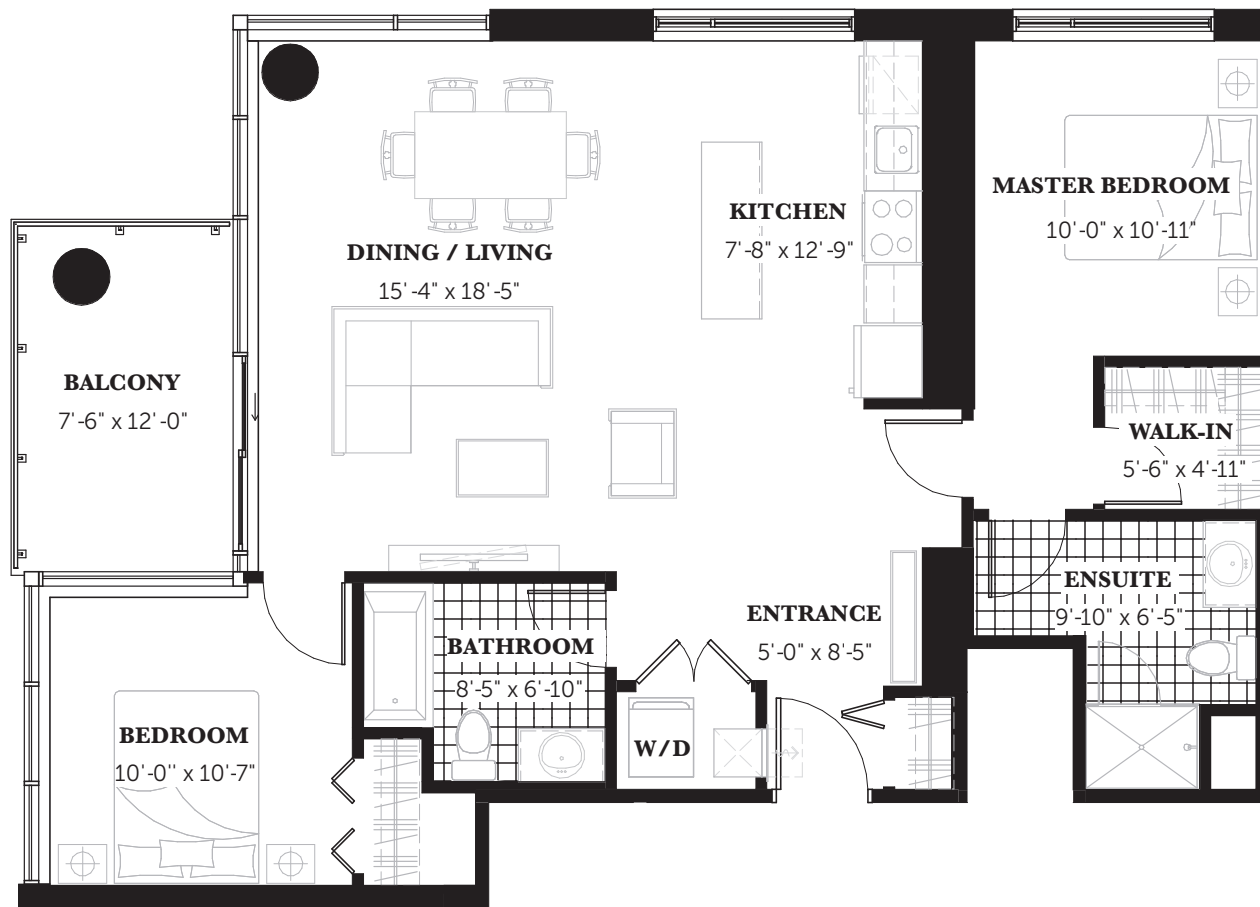 MASTER BEDROOM
10'-0" x 10'-11"
KITCHEN
7'-8" x 12'-9"
DINING / LIVING
15'-4" x 18'-5"
BALCONY
7'-6" x 12'-0"
WALK-IN
5'-6" x 4'-11"
ENSUITE
9'-10" x 6'-5"
ENTRANCE
5'-0" x 8'-5"
BATHROOM
8'-5" x 6'-10"
BEDROOM
10'-0'' x 10'-7"
W/D